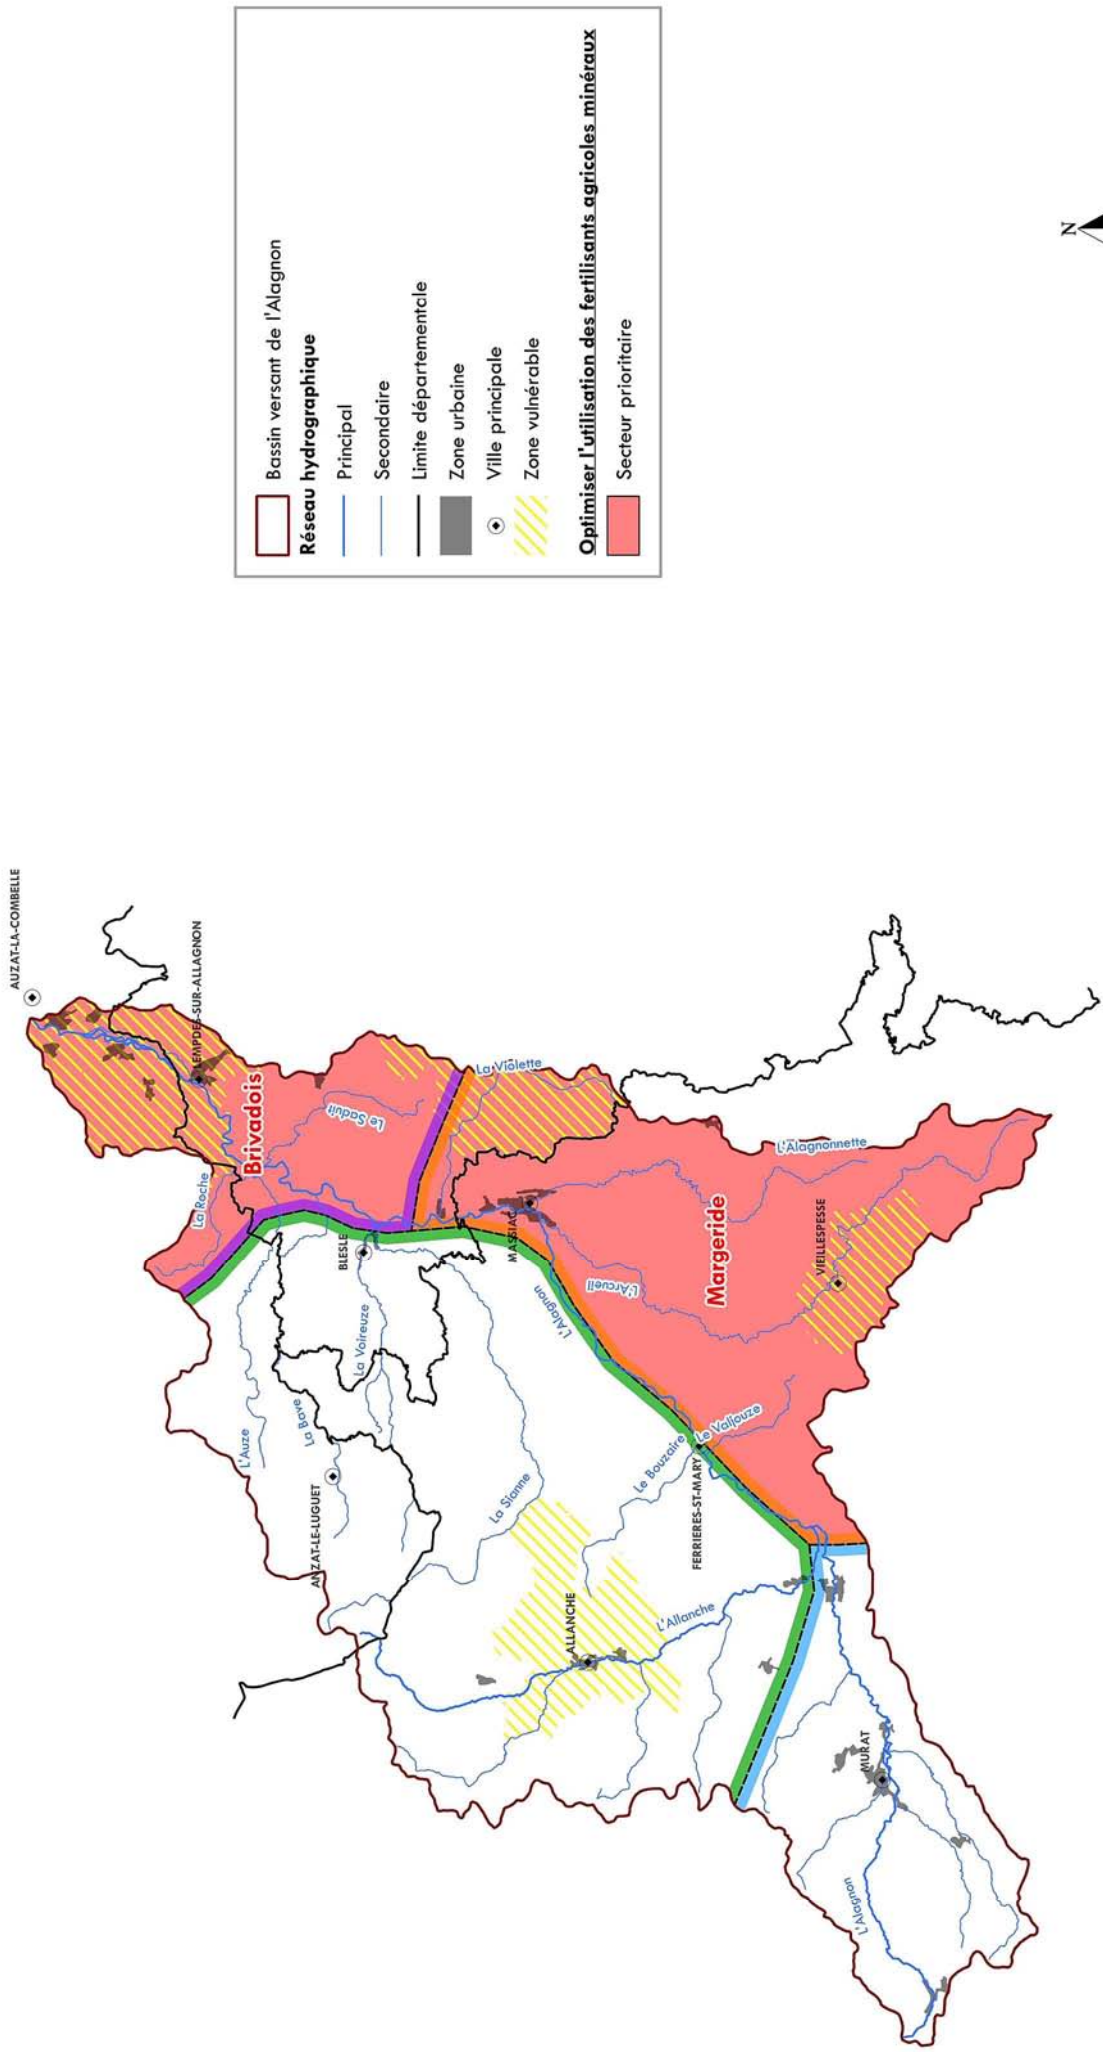 AUZAT-LA-COMBELLE
LEMPDES-SUR-ALLAGNON
Brivadois
La Roche
Le Saduit
La Violette
L'Auze
BLESLE
La Voireuze
La Bave
ANZAT-LE-LUGUET
La Sianne
MASSIAC
L'Alagnon
L'Arcueil
L'Alagnonnette
Margeride
VIEILLESPESSE
Le Bouzaire
Le Valjouze
FERRIERES-ST-MARY
ALLANCHE
L'Allanche
MURAT
L'Alagnon
Bassin versant de l'Alagnon
Réseau hydrographique
Principal
Secondaire
Limite départementcle
Zone urbaine
Ville principale
Zone vulnérable
Optimiser l'utilisation des fertilisants agricoles minéraux
Secteur prioritaire
N